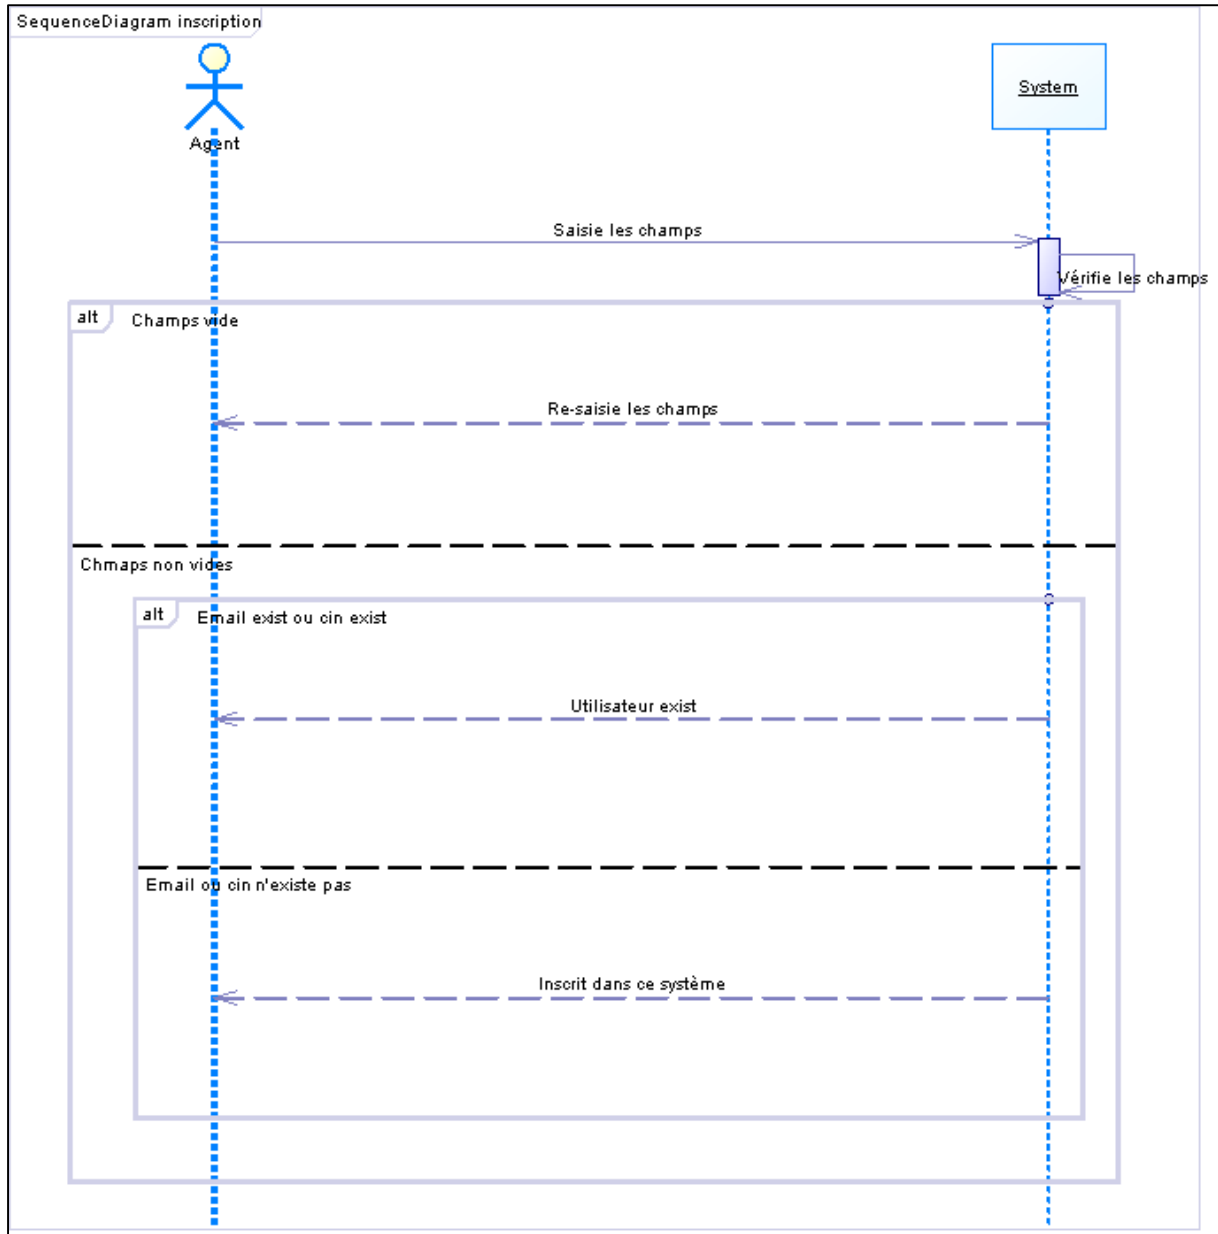 SequenceDiagram inscription
System
Agent
Saisie les champs
Vérifie les champs
alt
Champs vide
Re-saisie les champs
Chmaps non vides
alt
Email exist ou cin exist
Utilisateur exist
Email ou cin n'existe pas
Inscrit dans ce système